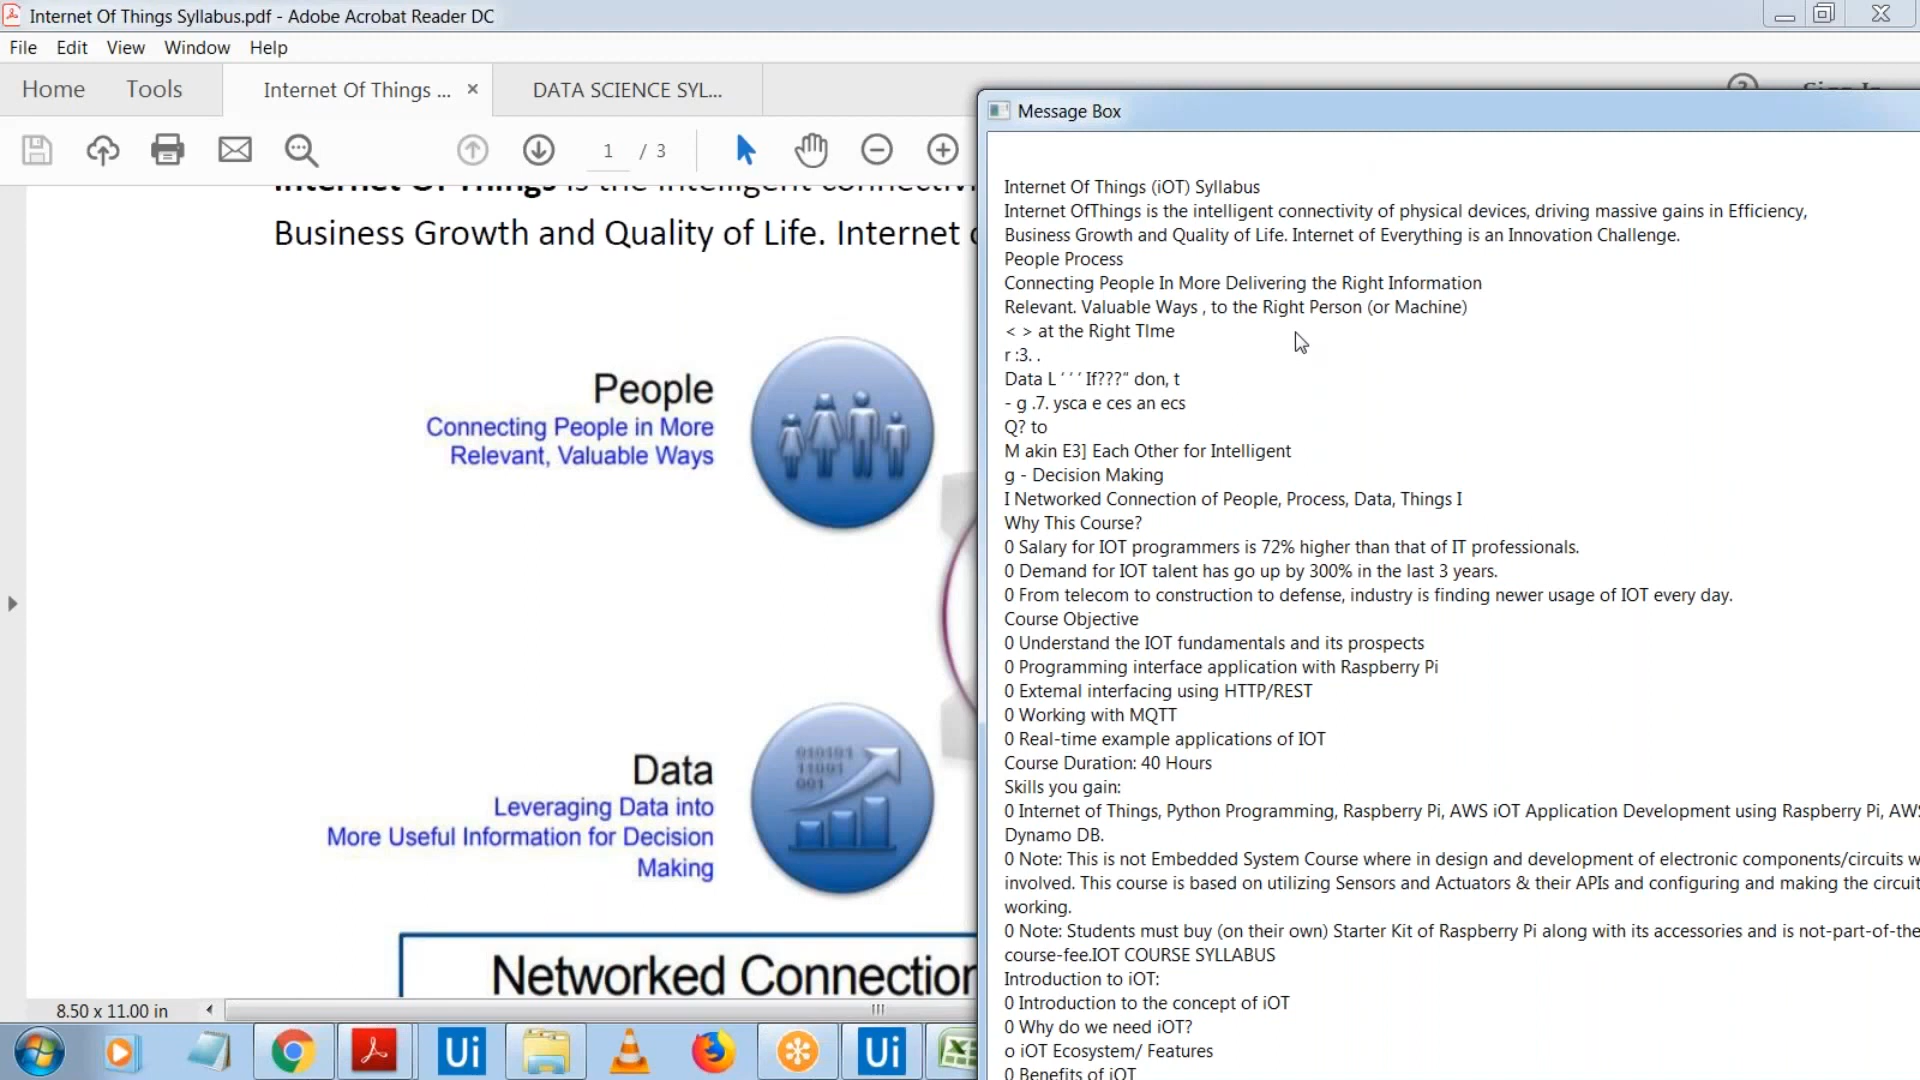 Internet Of Things Syllabus.pdf - Adobe Acrobat Reader DC
File Edit View Window Help
Home Tools Internet Of Things ... × DATA SCIENCE SYL...
1 / 3
Internet Of Things is the intelligent
Business Growth and Quality of Life. Internet
People
Connecting People in More
Relevant, Valuable Ways
Data
Leveraging Data into
More Useful Information for Decision
Making
010101
11001
001
Networked Connection
8.50 x 11.00 in
Message Box
Internet Of Things (iOT) Syllabus
Internet OfThings is the intelligent connectivity of physical devices, driving massive gains in Efficiency,
Business Growth and Quality of Life. Internet of Everything is an Innovation Challenge.
People Process
Connecting People In More Delivering the Right Information
Relevant. Valuable Ways , to the Right Person (or Machine)
< > at the Right TIme
r :3. .
Data L ‘ ‘ ‘ If???“ don, t
- g .7. ysca e ces an ecs
Q? to
M akin E3] Each Other for Intelligent
g - Decision Making
I Networked Connection of People, Process, Data, Things I
Why This Course?
0 Salary for IOT programmers is 72% higher than that of IT professionals.
0 Demand for IOT talent has go up by 300% in the last 3 years.
0 From telecom to construction to defense, industry is finding newer usage of IOT every day.
Course Objective
0 Understand the IOT fundamentals and its prospects
0 Programming interface application with Raspberry Pi
0 Extemal interfacing using HTTP/REST
0 Working with MQTT
0 Real-time example applications of IOT
Course Duration: 40 Hours
Skills you gain:
0 Internet of Things, Python Programming, Raspberry Pi, AWS iOT Application Development using Raspberry Pi, AWS
Dynamo DB.
0 Note: This is not Embedded System Course where in design and development of electronic components/circuits w
involved. This course is based on utilizing Sensors and Actuators & their APIs and configuring and making the circuit
working.
0 Note: Students must buy (on their own) Starter Kit of Raspberry Pi along with its accessories and is not-part-of-the
course-fee.IOT COURSE SYLLABUS
Introduction to iOT:
0 Introduction to the concept of iOT
0 Why do we need iOT?
o iOT Ecosystem/ Features
0 Benefits of iOT
Ui
Ui